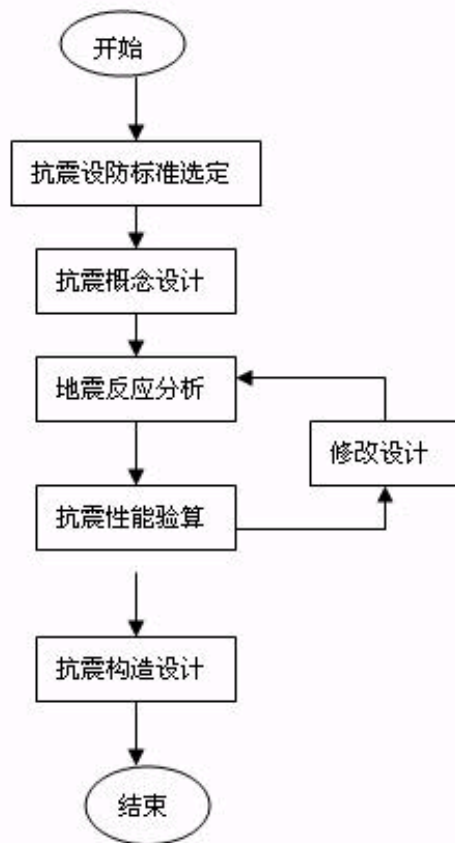 开始
抗震设防标准选定
抗震概念设计
地震反应分析
修改设计
抗震性能验算
抗震构造设计
结束